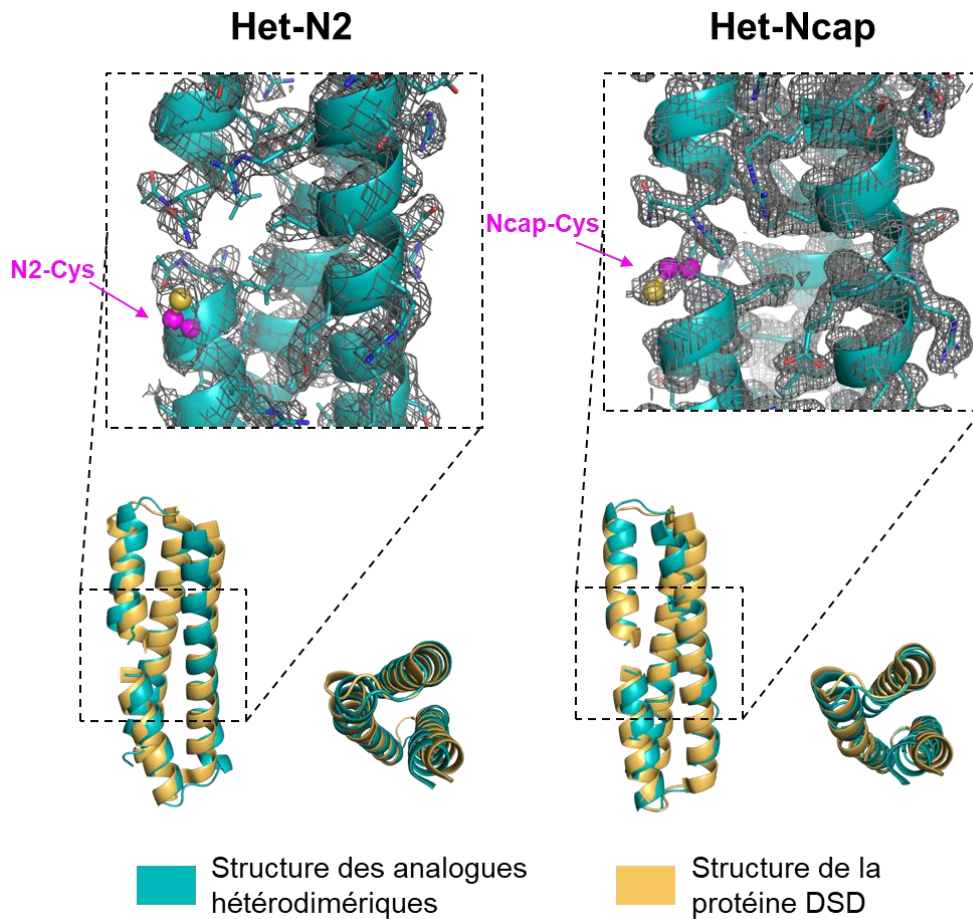 Het-N2
Het-Ncap
N2-Cys
Ncap-Cys
Structure des analogues
hétérodimériques
Structure de la
protéine DSD